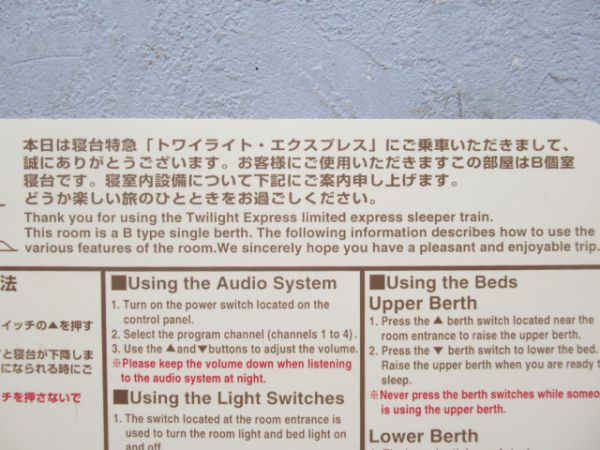 本日は寝台特急「トワイライト・エクスプレス」にご乗車いただきまして、
誠にありがとうございます。お客様にご使用いただきますこの部屋はB個室
寝台です。寝室内設備について下記にご案内申し上げます。
どうか楽しい旅のひとときをお過ごしください。
Thank you for using the Twilight Express limited express sleeper train.
This room is a B type single berth. The following information describes how to use the
various features of the room.We sincerely hope you have a pleasant and enjoyable trip.
法
イッチの▲を押す
と寝台が下降しま
になられる時にご
チを押さないで
■Using the Audio System
1. Turn on the power switch located on the
control panel.
2. Select the program channel (channels 1 to 4).
3. Use the ▲and▼buttons to adjust the volume.
※Please keep the volume down when listening
to the audio system at night.
■Using the Light Switches
1. The switch located at the room entrance is
used to turn the room light and bed light on
and off.
■Using the Beds
Upper Berth
1. Press the ▲ berth switch located near the
room entrance to raise the upper berth.
2. Press the ▼ berth switch to lower the bed.
Raise the upper berth when you are ready t
sleep.
※Never press the berth switches while someo
is using the upper berth.
Lower Berth